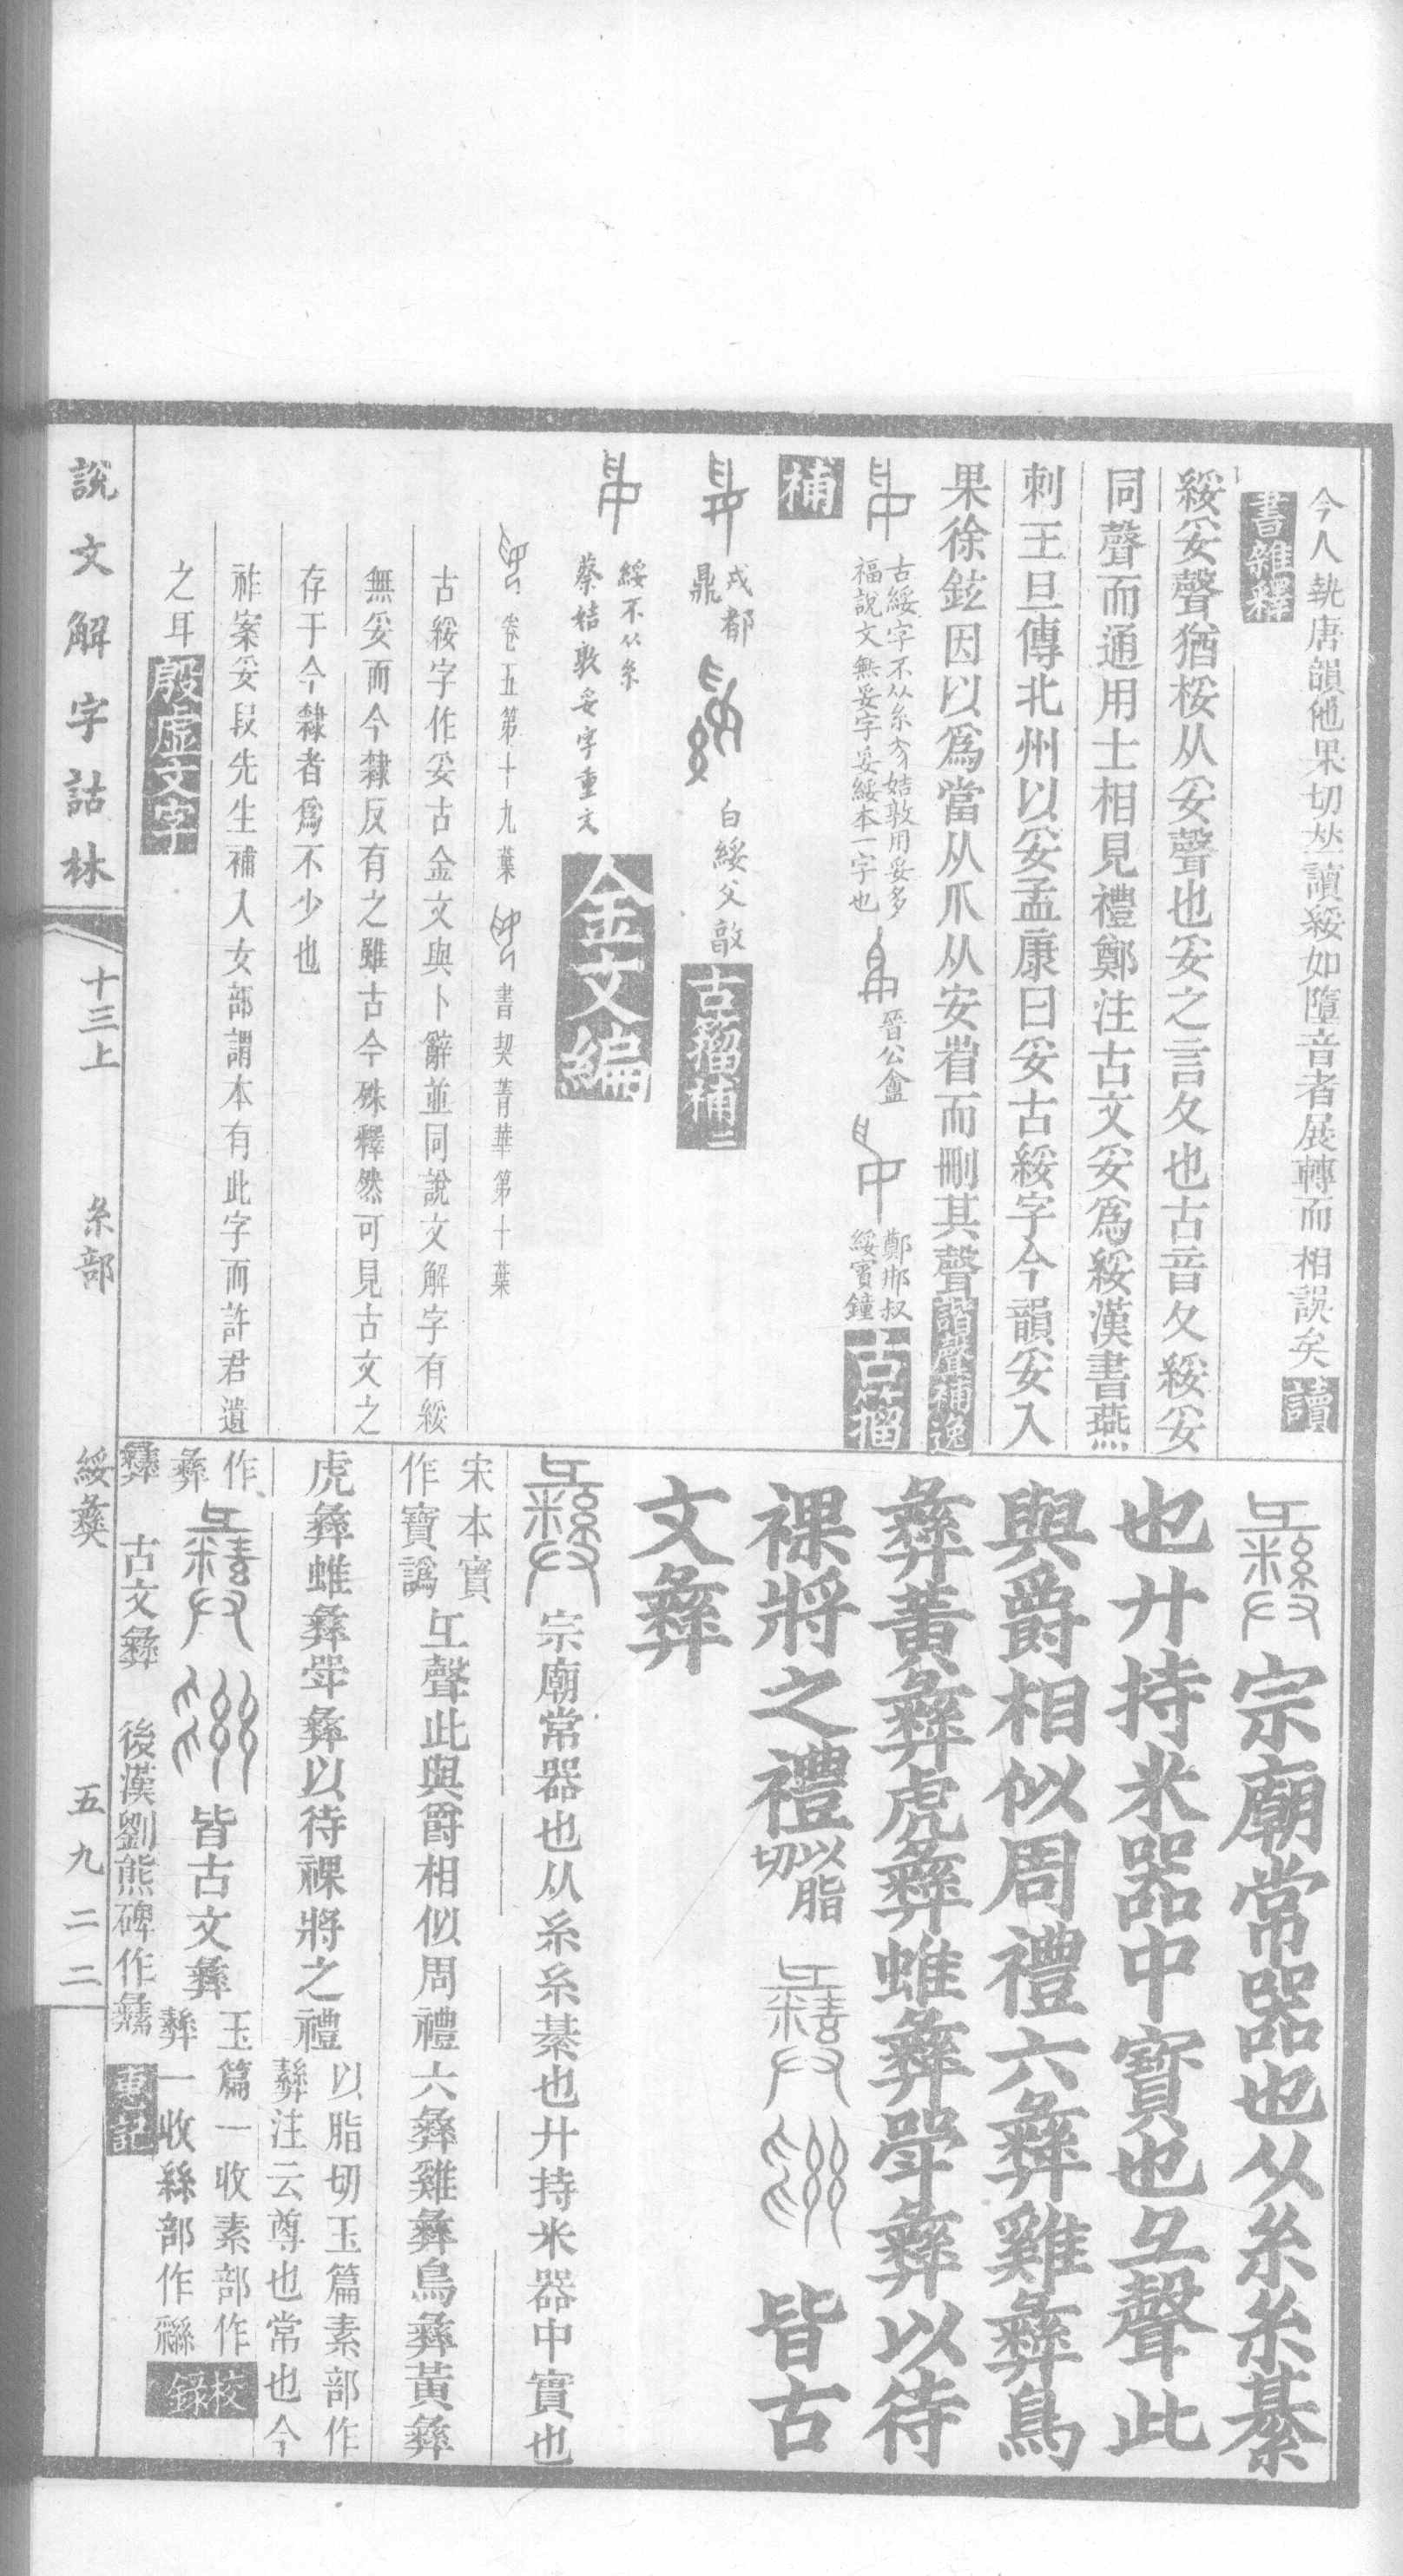 今人執唐韻他果切𠀤讀綏如隨音者展轉而相誤矣讀
書雜釋
綏妥聲猶桵从妥聲也妥之言久也古音久綏妥
同聲而通用士相見禮鄭注古文妥爲綏漢書燕
刺王旦傳北州以妥孟康曰妥古綏字今韻妥入
果徐鉉因以爲當从爪从安省而刪其聲諧聲補逸
古綏字不从糸
福說文無妥字妥綏本一字也
晉公盦
綏賓鐘
古籀
補
戎都
鼎
白綏父敦
古籀補二
綏不从糸
蔡姞敦妥字重文
金文編
卷五第十九葉
書契菁華第十葉
古綏字作妥古金文與卜辭並同說文解字有綏
無妥而今隸反有之雖古今殊釋然可見古文之
存于今隸者爲不少也
祚案妥段先生補入女部謂本有此字而許君遺
之耳殷虛文字
宗廟常器也从糸糸綦
也廾持米器中寶也彑聲此
與爵相似周禮六彝雞彝鳥
彝黃彝虎彝蜼彝斝彝以待
祼將之禮以脂切
皆古
文彝
宗廟常器也从糸糸綦也廾持米器中實也
宋本實
作寶譌
彑聲此與爵相似周禮六彝雞彝鳥彝黃彝
虎彝蜼彝斝彝以待祼將之禮
以脂切玉篇素部作
彝注云尊也常也今
作
彝
皆古文彝
玉篇一收素部作
彝一收絲部作
校錄
古文彝
後漢劉熊碑作
惠記
說文解字詁林
十三上
糸部
綏彝
五九二二